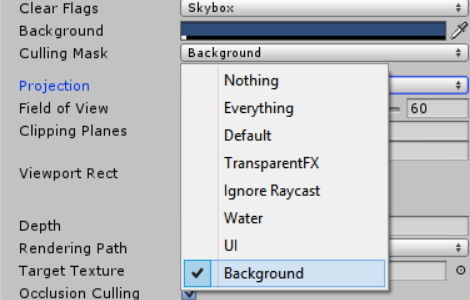 Clear Flags Skybox
Background
Culling Mask Background
Nothing
Projection
Everything
Field of View 60
Default
Clipping Planes
TransparentFX
Viewport Rect
Ignore Raycast
Water
Depth
UI
Rendering Path
Target Texture
Background
Occlusion Culling